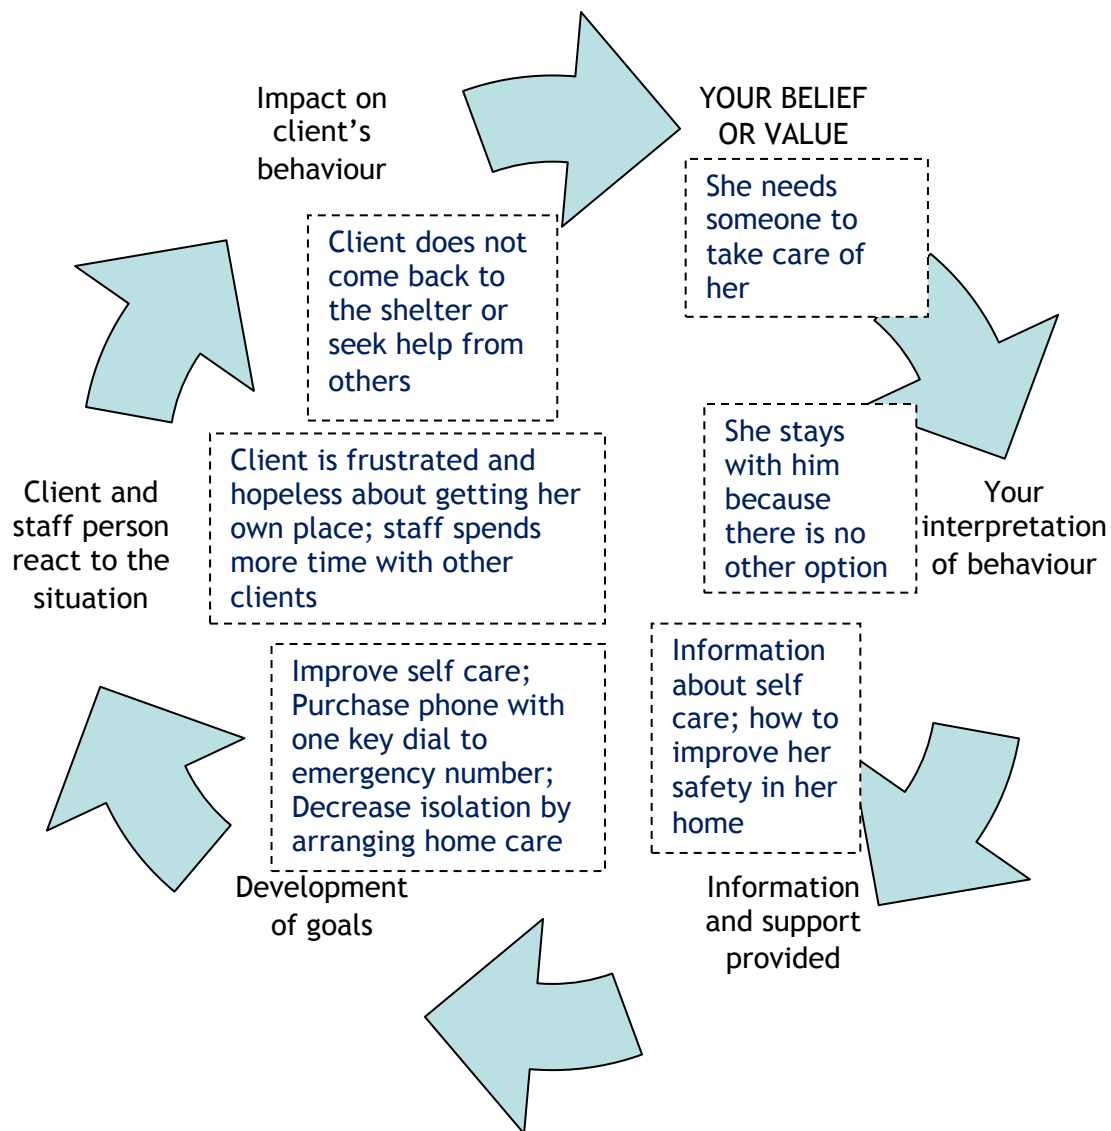 YOUR BELIEF
OR VALUE
She needs
someone to
take care of
her
Your
interpretation
of behaviour
She stays
with him
because
there is no
other option
Information
and support
provided
Information
about self
care; how to
improve her
safety in her
home
Development
of goals
Improve self care;
Purchase phone with
one key dial to
emergency number;
Decrease isolation by
arranging home care
Client and
staff person
react to the
situation
Client is frustrated and
hopeless about getting her
own place; staff spends
more time with other
clients
Impact on
client’s
behaviour
Client does not
come back to
the shelter or
seek help from
others